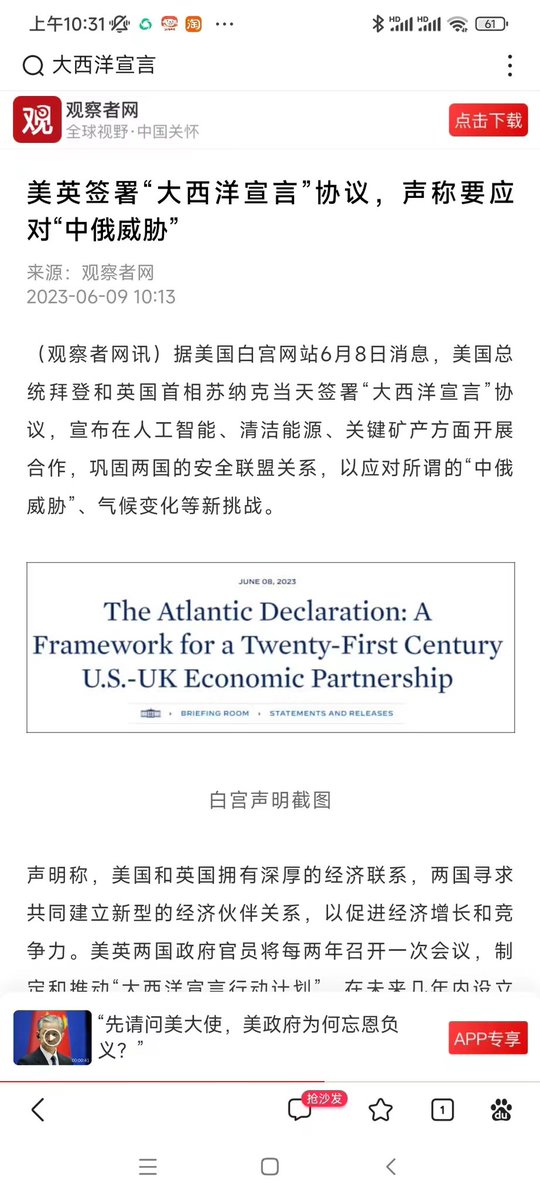 上午10:31 淘 ··· HD HD 61
大西洋宣言
观 观察者网
全球视野·中国关怀
点击下载
美英签署“大西洋宣言”协议，声称要应
对“中俄威胁”
来源：观察者网
2023-06-09 10:13
（观察者网讯）据美国白宫网站6月8日消息，美国总
统拜登和英国首相苏纳克当天签署“大西洋宣言”协
议，宣布在人工智能、清洁能源、关键矿产方面开展
合作，巩固两国的安全联盟关系，以应对所谓的“中俄
威胁”、气候变化等新挑战。
JUNE 08, 2023
The Atlantic Declaration: A
Framework for a Twenty-First Century
U.S.-UK Economic Partnership
BRIEFING ROOM › STATEMENTS AND RELEASES
白宫声明截图
声明称，美国和英国拥有深厚的经济联系，两国寻求
共同建立新型的经济伙伴关系，以促进经济增长和竞
争力。美英两国政府官员将每两年召开一次会议，制
定和推动“大西洋宣言行动计划”，在未来几年内设立
“先请问美大使，美政府为何忘恩负
义？”
00:00:41
APP专享
抢沙发
1
du